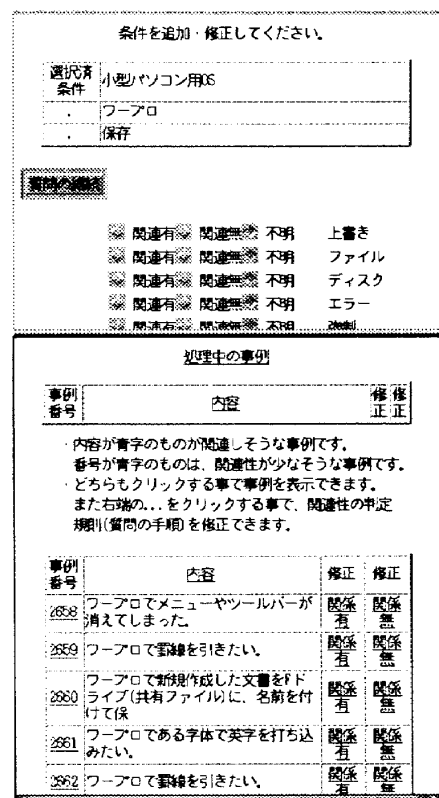 条件を追加・修正してください。
選択済 小型パソコン用OS
条件
. ワープロ
. 保存
質問の継続
関連有 関連無 不明 上書き
関連有 関連無 不明 ファイル
関連有 関連無 不明 ディスク
関連有 関連無 不明 エラー
関連有 関連無 不明 強制
処理中の事例
事例番号 内容 修正 修正
・内容が青字のものが関連しそうな事例です。
番号が青字のものは、関連性が少なそうな事例です。
・どちらもクリックする事で事例を表示できます。
また右端の...をクリックする事で、関連性の判定
規則(質問の手順)を修正できます。
事例番号 内容 修正 修正
2658 ワープロでメニューやツールバーが 関係有 関係無
消えてしまった。
2659 ワープロで罫線を引きたい。 関係有 関係無
ワープロで新規作成した文書をFド
2660 ライブ(共有ファイル)に、名前を付 関係有 関係無
けて保
2661 ワープロである字体で英字を打ち込 関係有 関係無
みたい。
2662 ワープロで罫線を引きたい。 関係有 関係無